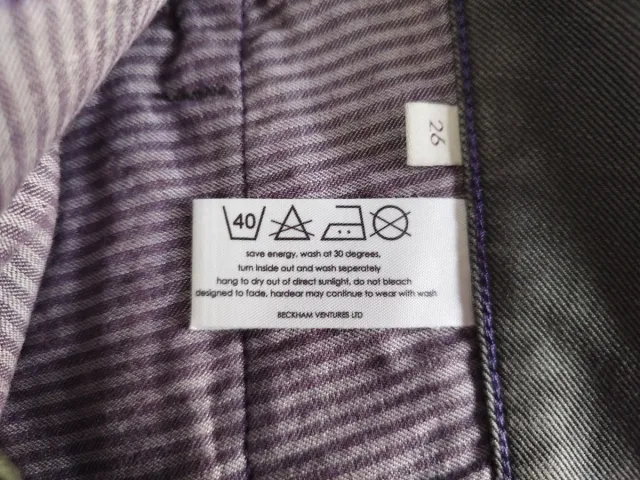 26
40
save energy, wash at 30 degrees,
turn inside out and wash seperately
hang to dry out of direct sunlight, do not bleach
designed to fade, hardear may continue to wear with wash
BECKHAM VENTURES LTD